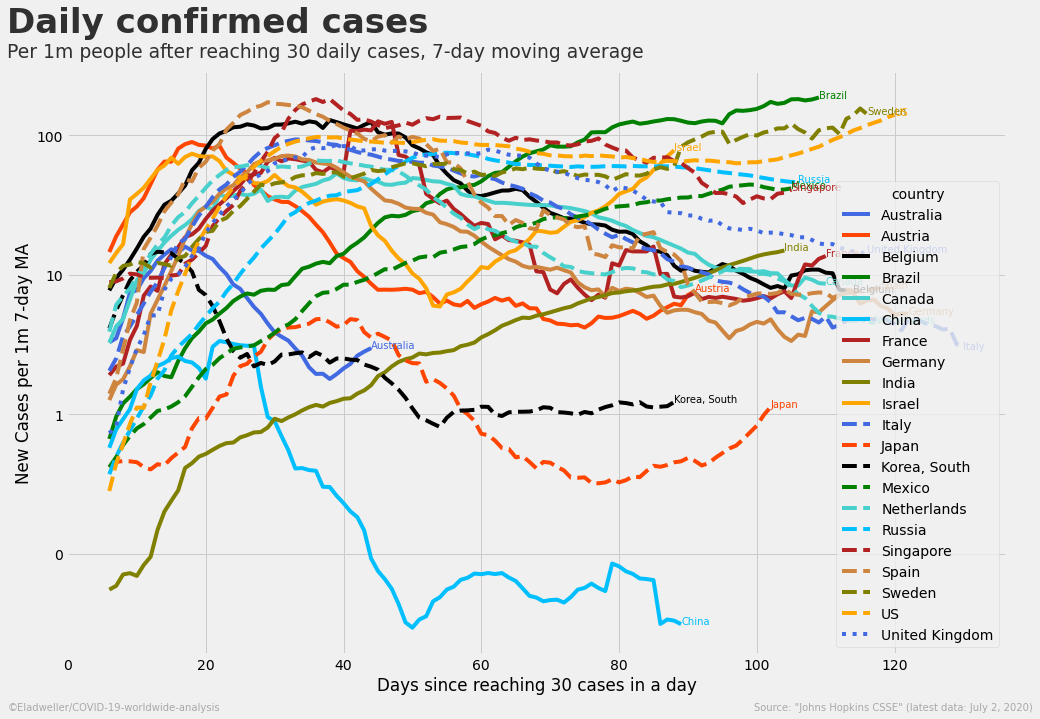 Daily confirmed cases
Per 1m people after reaching 30 daily cases, 7-day moving average
New Cases per 1m 7-day MA
100
10
1
0
Brazil
Sweden
US
Israel
Russia
Mexico
Singapore
India
United Kingdom
Austria
Belgium
Germany
Australia
Italy
Korea, South
Japan
China
country
Australia
Austria
Belgium
Brazil
Canada
China
France
Germany
India
Israel
Italy
Japan
Korea, South
Mexico
Netherlands
Russia
Singapore
Spain
Sweden
US
United Kingdom
0 20 40 60 80 100 120
Days since reaching 30 cases in a day
©Eladweller/COVID-19-worldwide-analysis
Source: "Johns Hopkins CSSE" (latest data: July 2, 2020)